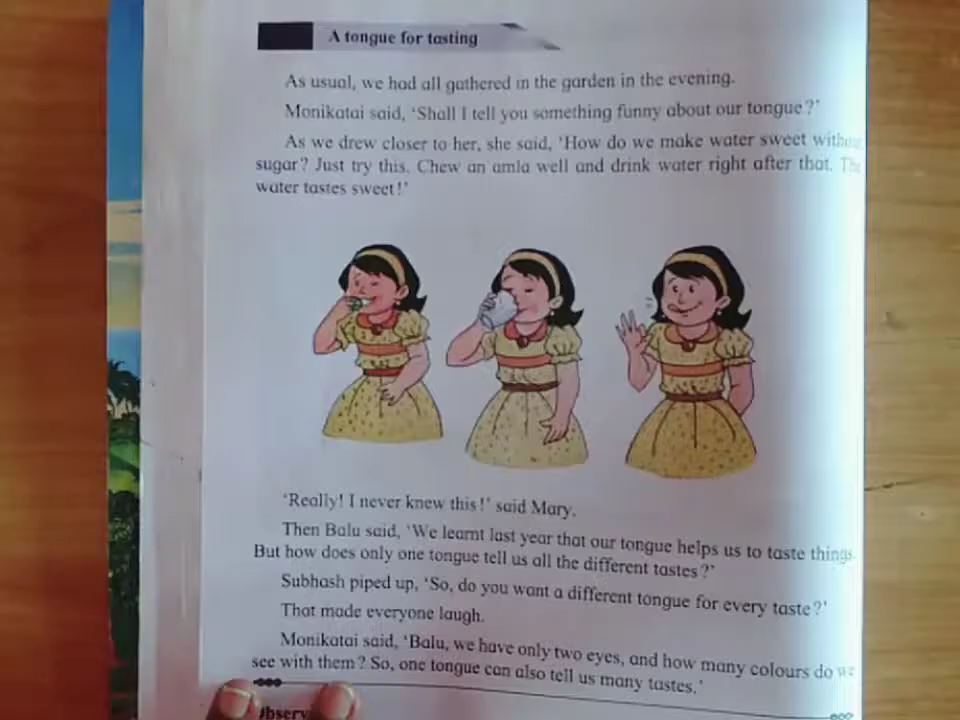 A tongue for tasting
As usual, we had all gathered in the garden in the evening.
Monikatai said, ‘Shall I tell you something funny about our tongue?’
As we drew closer to her, she said, ‘How do we make water sweet withou
sugar? Just try this. Chew an amla well and drink water right after that. The
water tastes sweet!’
‘Really! I never knew this!’ said Mary.
Then Balu said, ‘We learnt last year that our tongue helps us to taste things.
But how does only one tongue tell us all the different tastes?’
Subhash piped up, ‘So, do you want a different tongue for every taste?’
That made everyone laugh.
Monikatai said, ‘Balu, we have only two eyes, and how many colours do we
see with them? So, one tongue can also tell us many tastes.’